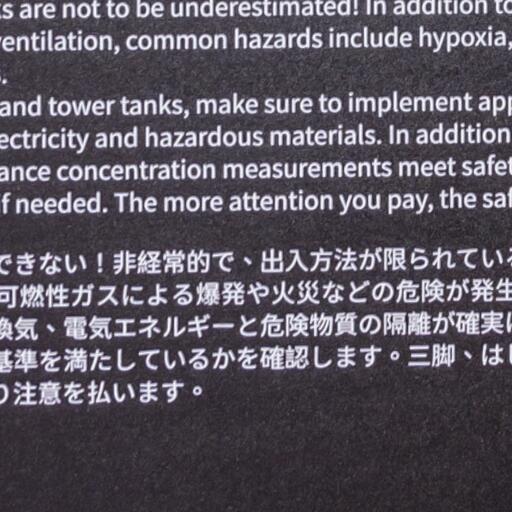 ks are not to be underestimated! In addition to
ventilation, common hazards include hypoxia,
s.
and tower tanks, make sure to implement app
ectricity and hazardous materials. In addition
ance concentration measurements meet safet
f needed. The more attention you pay, the saf
できない！非経常的で、出入方法が限られている
可燃性ガスによる爆発や火災などの危険が発生
換気、電気エネルギーと危険物質の隔離が確実に
基準を満たしているかを確認します。三脚、はし
り注意を払います。